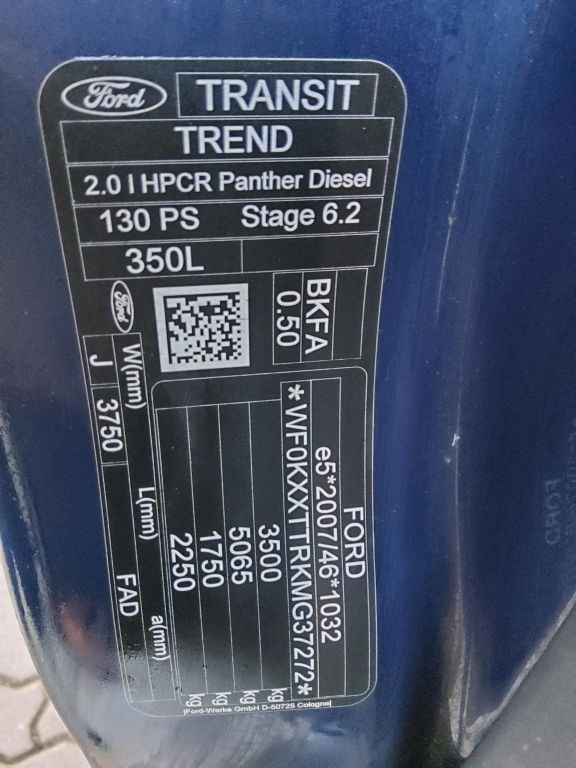 Ford TRANSIT
TREND
2.0 l HPCR Panther Diesel
130 PS Stage 6.2
350L
Ford
BKFA
0.50
FORD
e5*2007/46*1032
*WF0KXXTTRKMG37272*
3500 kg
5065 kg
1750 kg
2250 kg
W(mm) L(mm) a(mm)
J 3750 FAD
[Ford-Werke GmbH D-50725 Cologne]